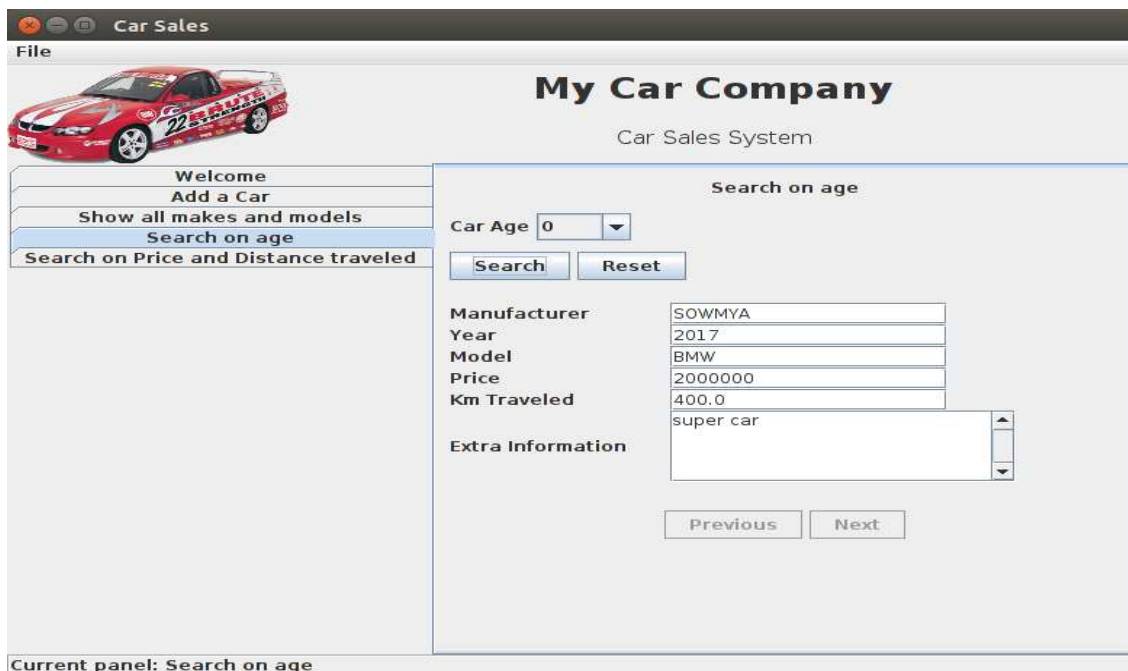 Car Sales
File
My Car Company
Car Sales System
22 BRUTE
STRENGTH
Welcome
Add a Car
Show all makes and models
Search on age
Search on Price and Distance traveled
Search on age
Car Age 0
Search Reset
Manufacturer SOWMYA
Year 2017
Model BMW
Price 2000000
Km Traveled 400.0
Extra Information super car
Previous Next
Current panel: Search on age